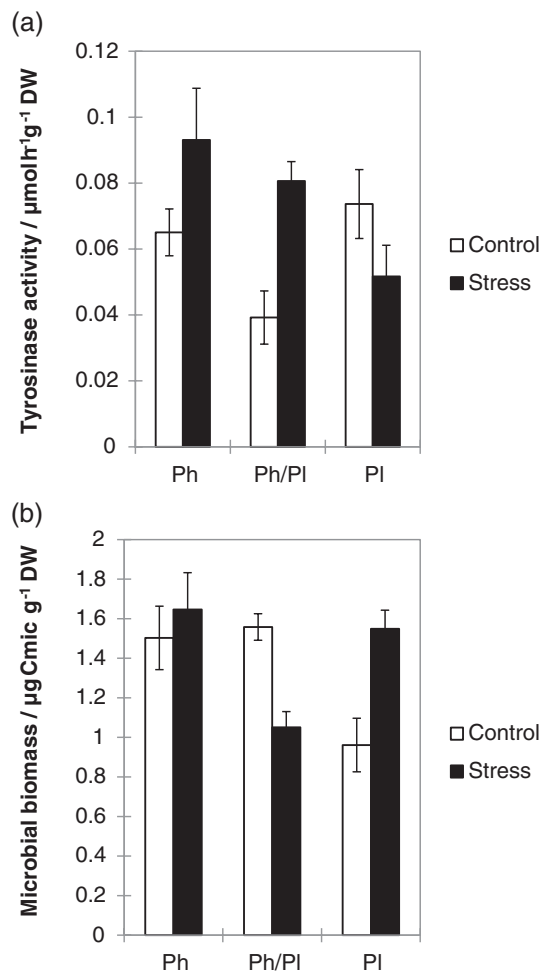 (a)
Tyrosinase activity / µmolh⁻¹g⁻¹ DW
0.12
0.1
0.08
0.06
0.04
0.02
0
Ph
Ph/Pl
Pl
Control
Stress
(b)
Microbial biomass / µgCmic g⁻¹ DW
2
1.8
1.6
1.4
1.2
1
0.8
0.6
0.4
0.2
0
Ph
Ph/Pl
Pl
Control
Stress